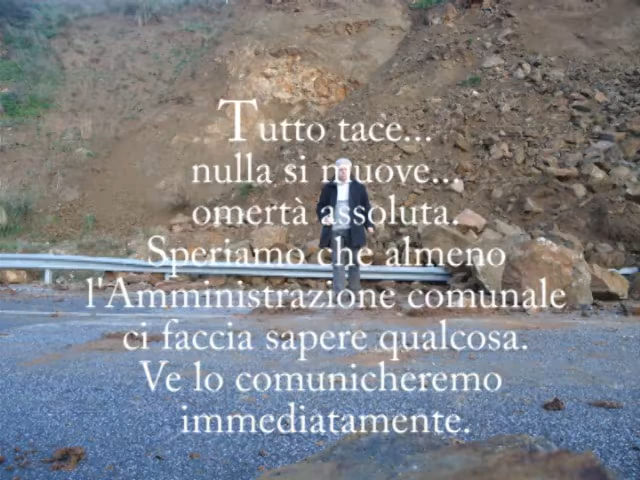 Tutto tace...
nulla si muove...
omertà assoluta.
Speriamo che almeno
l'Amministrazione comunale
ci faccia sapere qualcosa.
Ve lo comunicheremo
immediatamente.